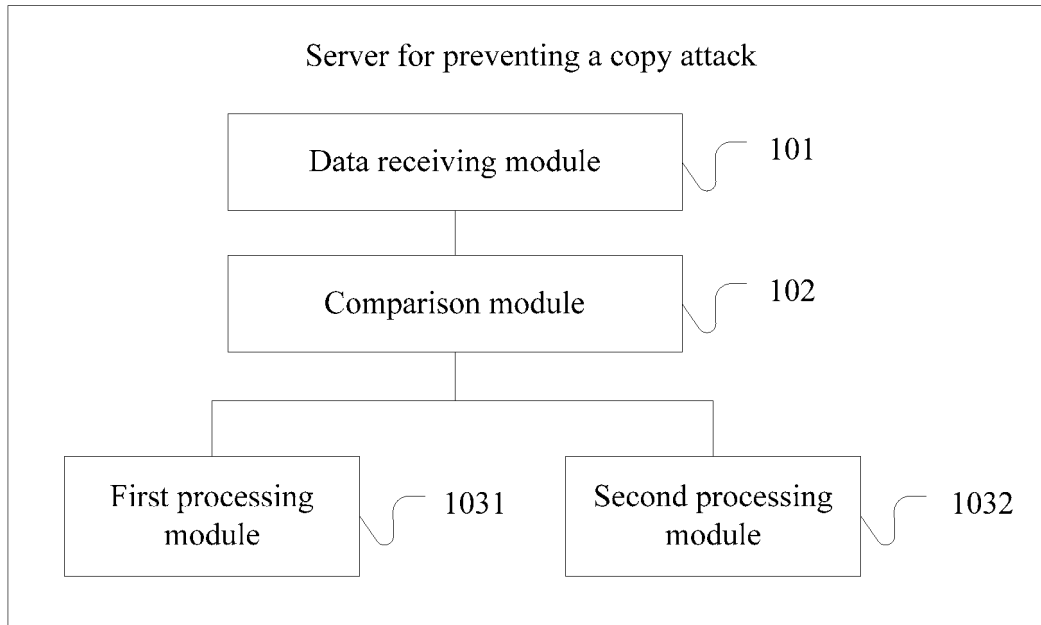 Server for preventing a copy attack
Data receiving module
101
Comparison module
102
First processing
module
1031
Second processing
module
1032